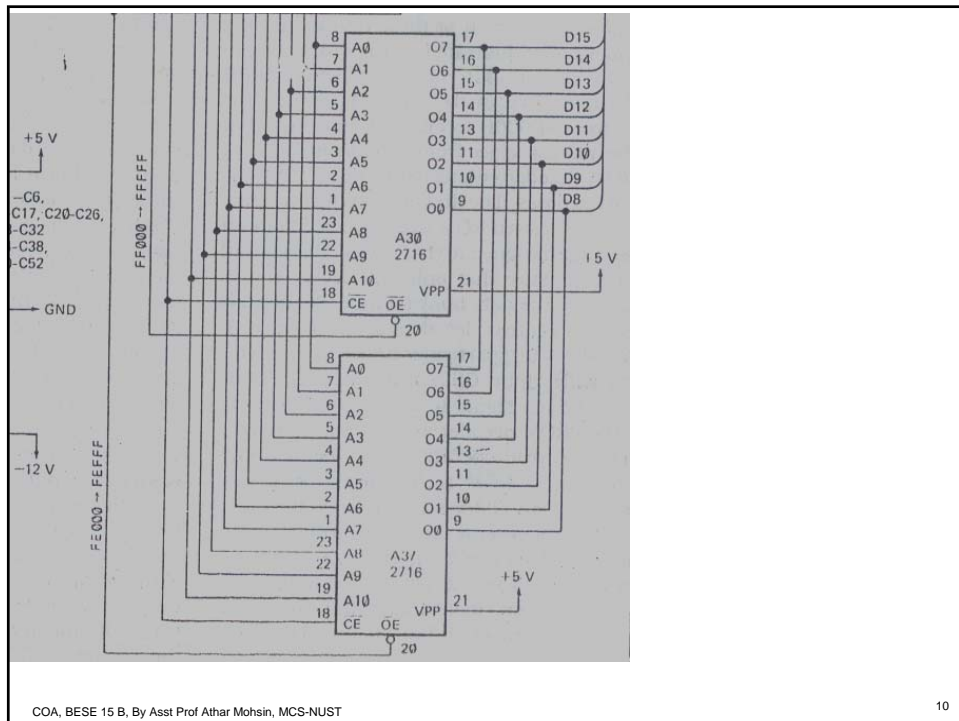 8 A0 O7 17 D15
7 A1 O6 16 D14
6 A2 O5 15 D13
5 A3 O4 14 D12
4 A4 O3 13 D11
3 A5 O2 11 D10
2 A6 O1 10 D9
1 A7 O0 9 D8
23 A8
22 A9
19 A10
18 CE OE
A30
2716
VPP 21
+5 V
20
+5 V
-C6,
C17, C20-C26,
-C32
-C38,
-C52
GND
-12 V
FF000 → FFFFF
FE000 → FEFFF
8 A0 O7 17
7 A1 O6 16
6 A2 O5 15
5 A3 O4 14
4 A4 O3 13
3 A5 O2 11
2 A6 O1 10
1 A7 O0 9
23 A8
22 A9
19 A10
18 CE OE
A37
2716
VPP 21
+5 V
20
COA, BESE 15 B, By Asst Prof Athar Mohsin, MCS-NUST
10